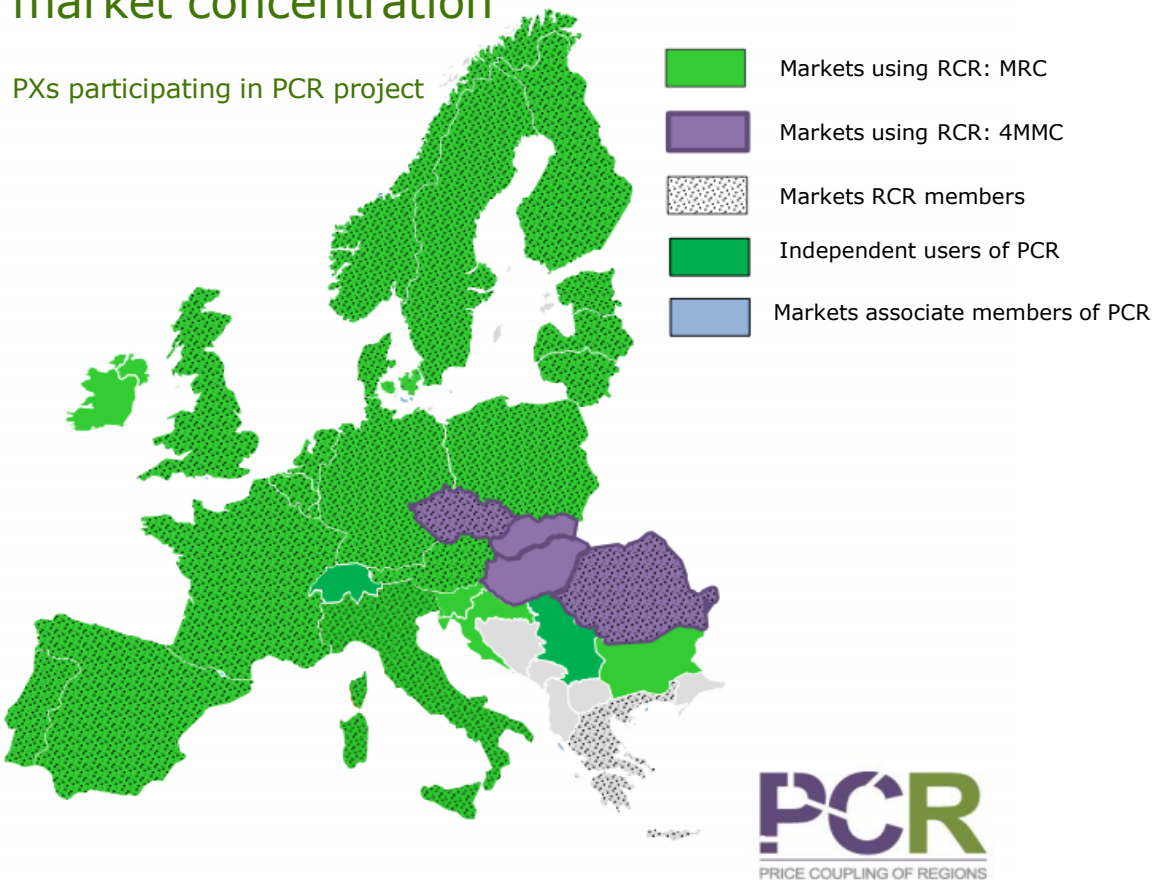 market concentration
PXs participating in PCR project
Markets using RCR: MRC
Markets using RCR: 4MMC
Markets RCR members
Independent users of PCR
Markets associate members of PCR
PCR
PRICE COUPLING OF REGIONS